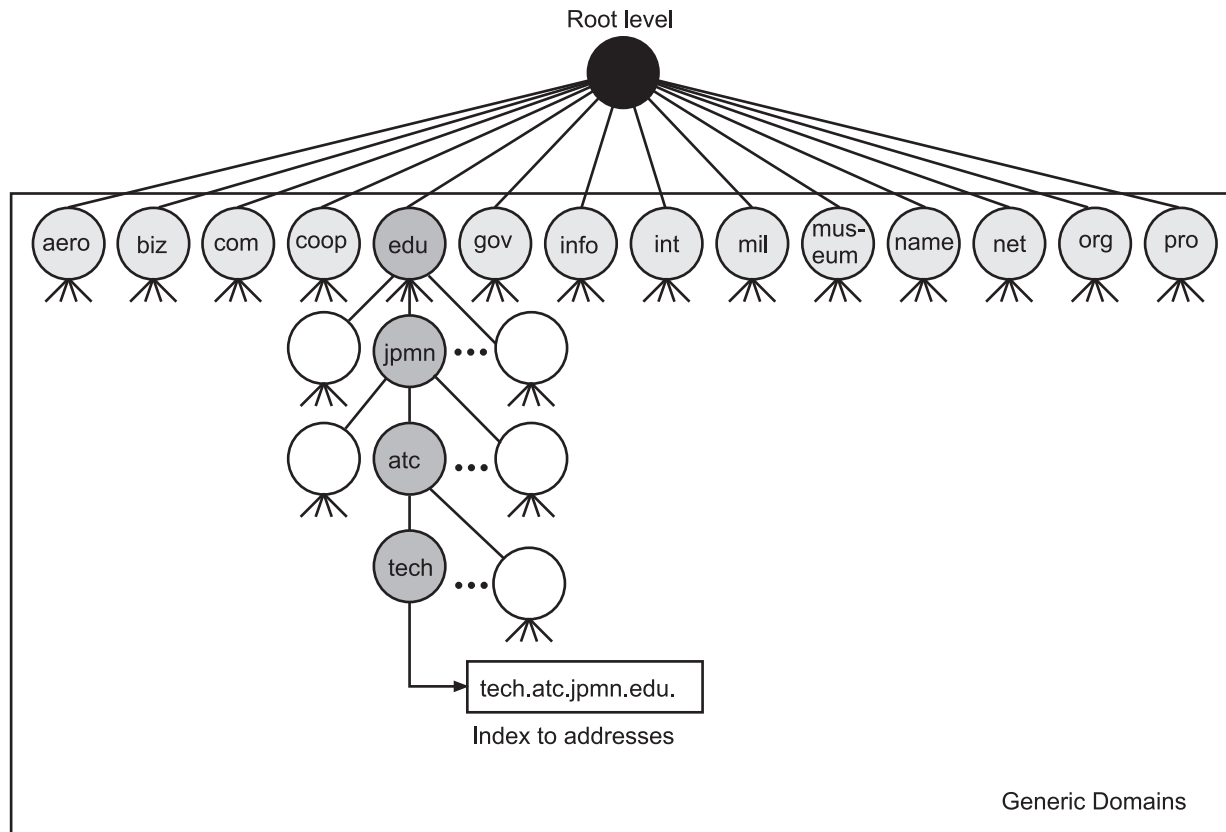 Root level
aero biz com coop edu gov info int mil mus-
eum name net org pro
jpmn
atc
tech
tech.atc.jpmn.edu.
Index to addresses
Generic Domains